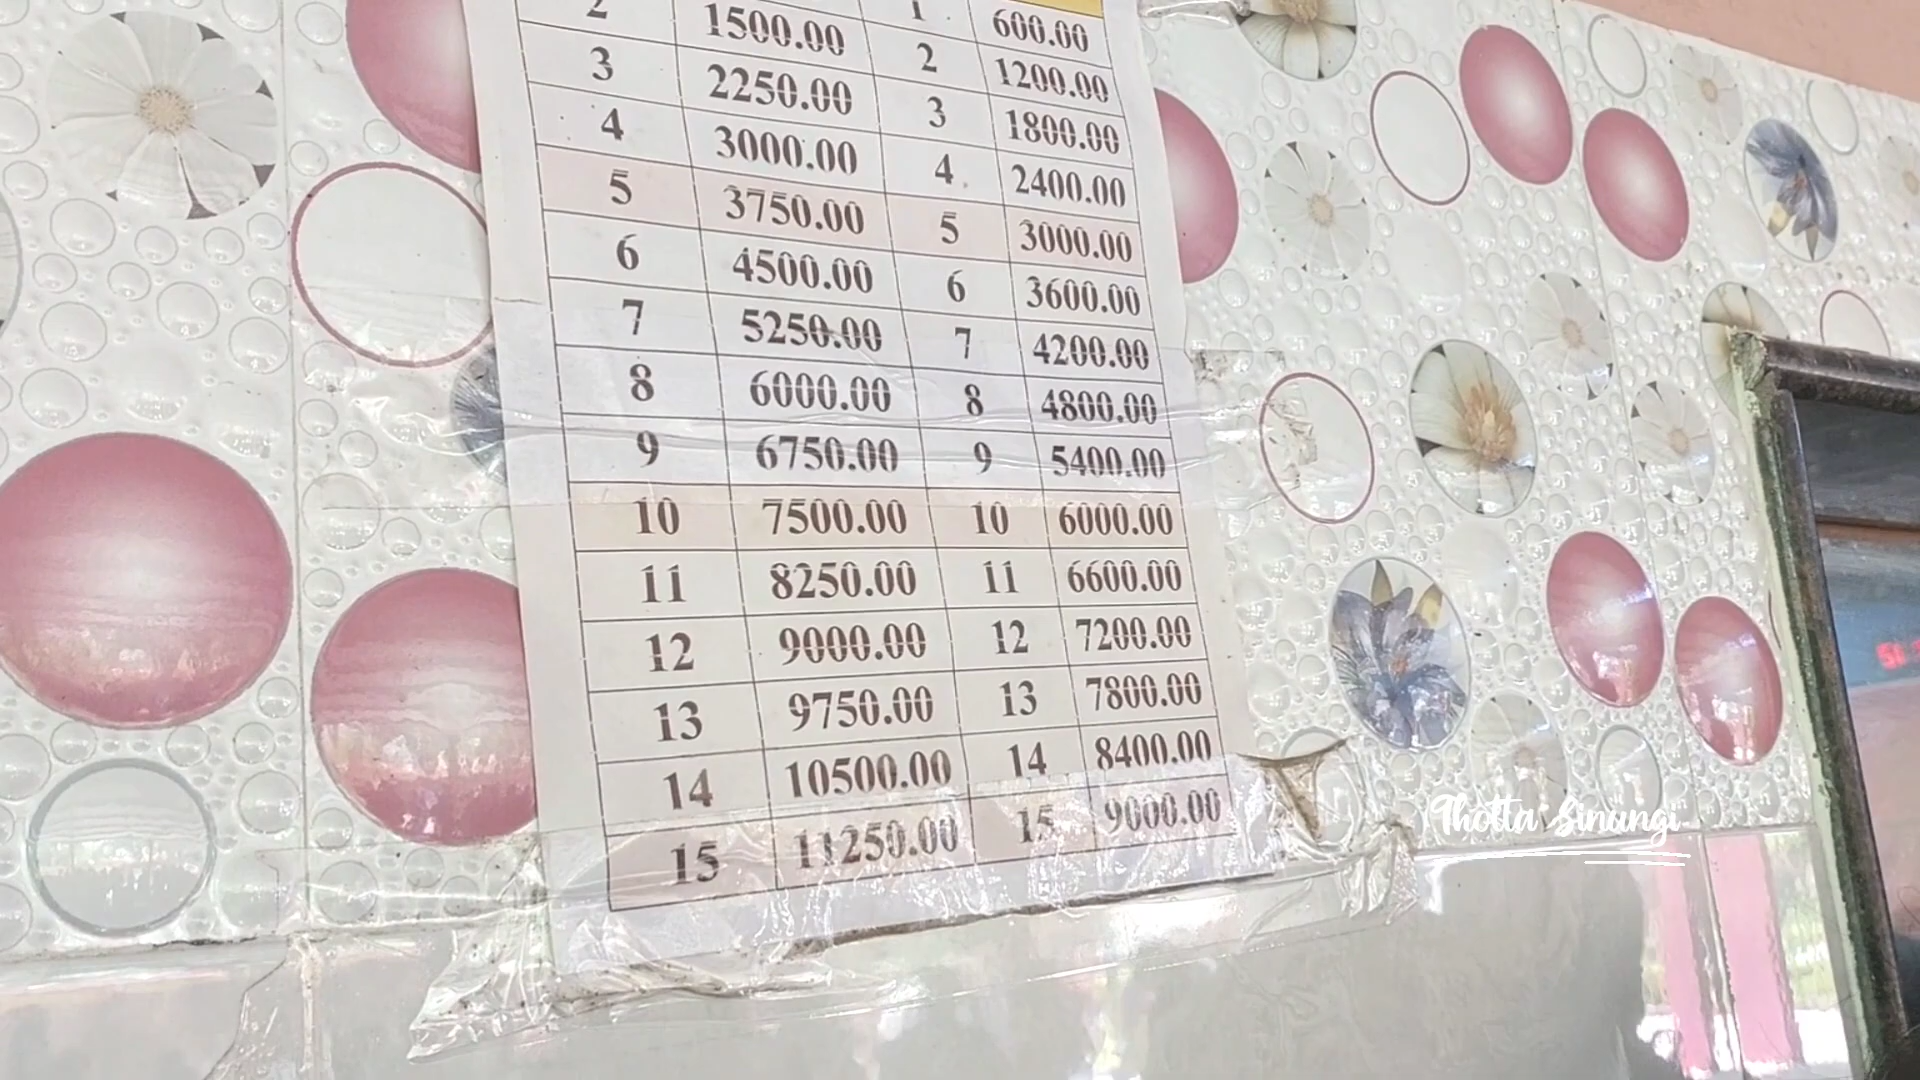 2 1500.00 1 600.00
3 2250.00 2 1200.00
4 3000.00 3 1800.00
5 3750.00 4 2400.00
6 4500.00 5 3000.00
7 5250.00 6 3600.00
8 6000.00 7 4200.00
9 6750.00 8 4800.00
10 7500.00 9 5400.00
11 8250.00 10 6000.00
12 9000.00 11 6600.00
13 9750.00 12 7200.00
14 10500.00 13 7800.00
15 11250.00 14 8400.00
15 9000.00
Thotta Sinungi